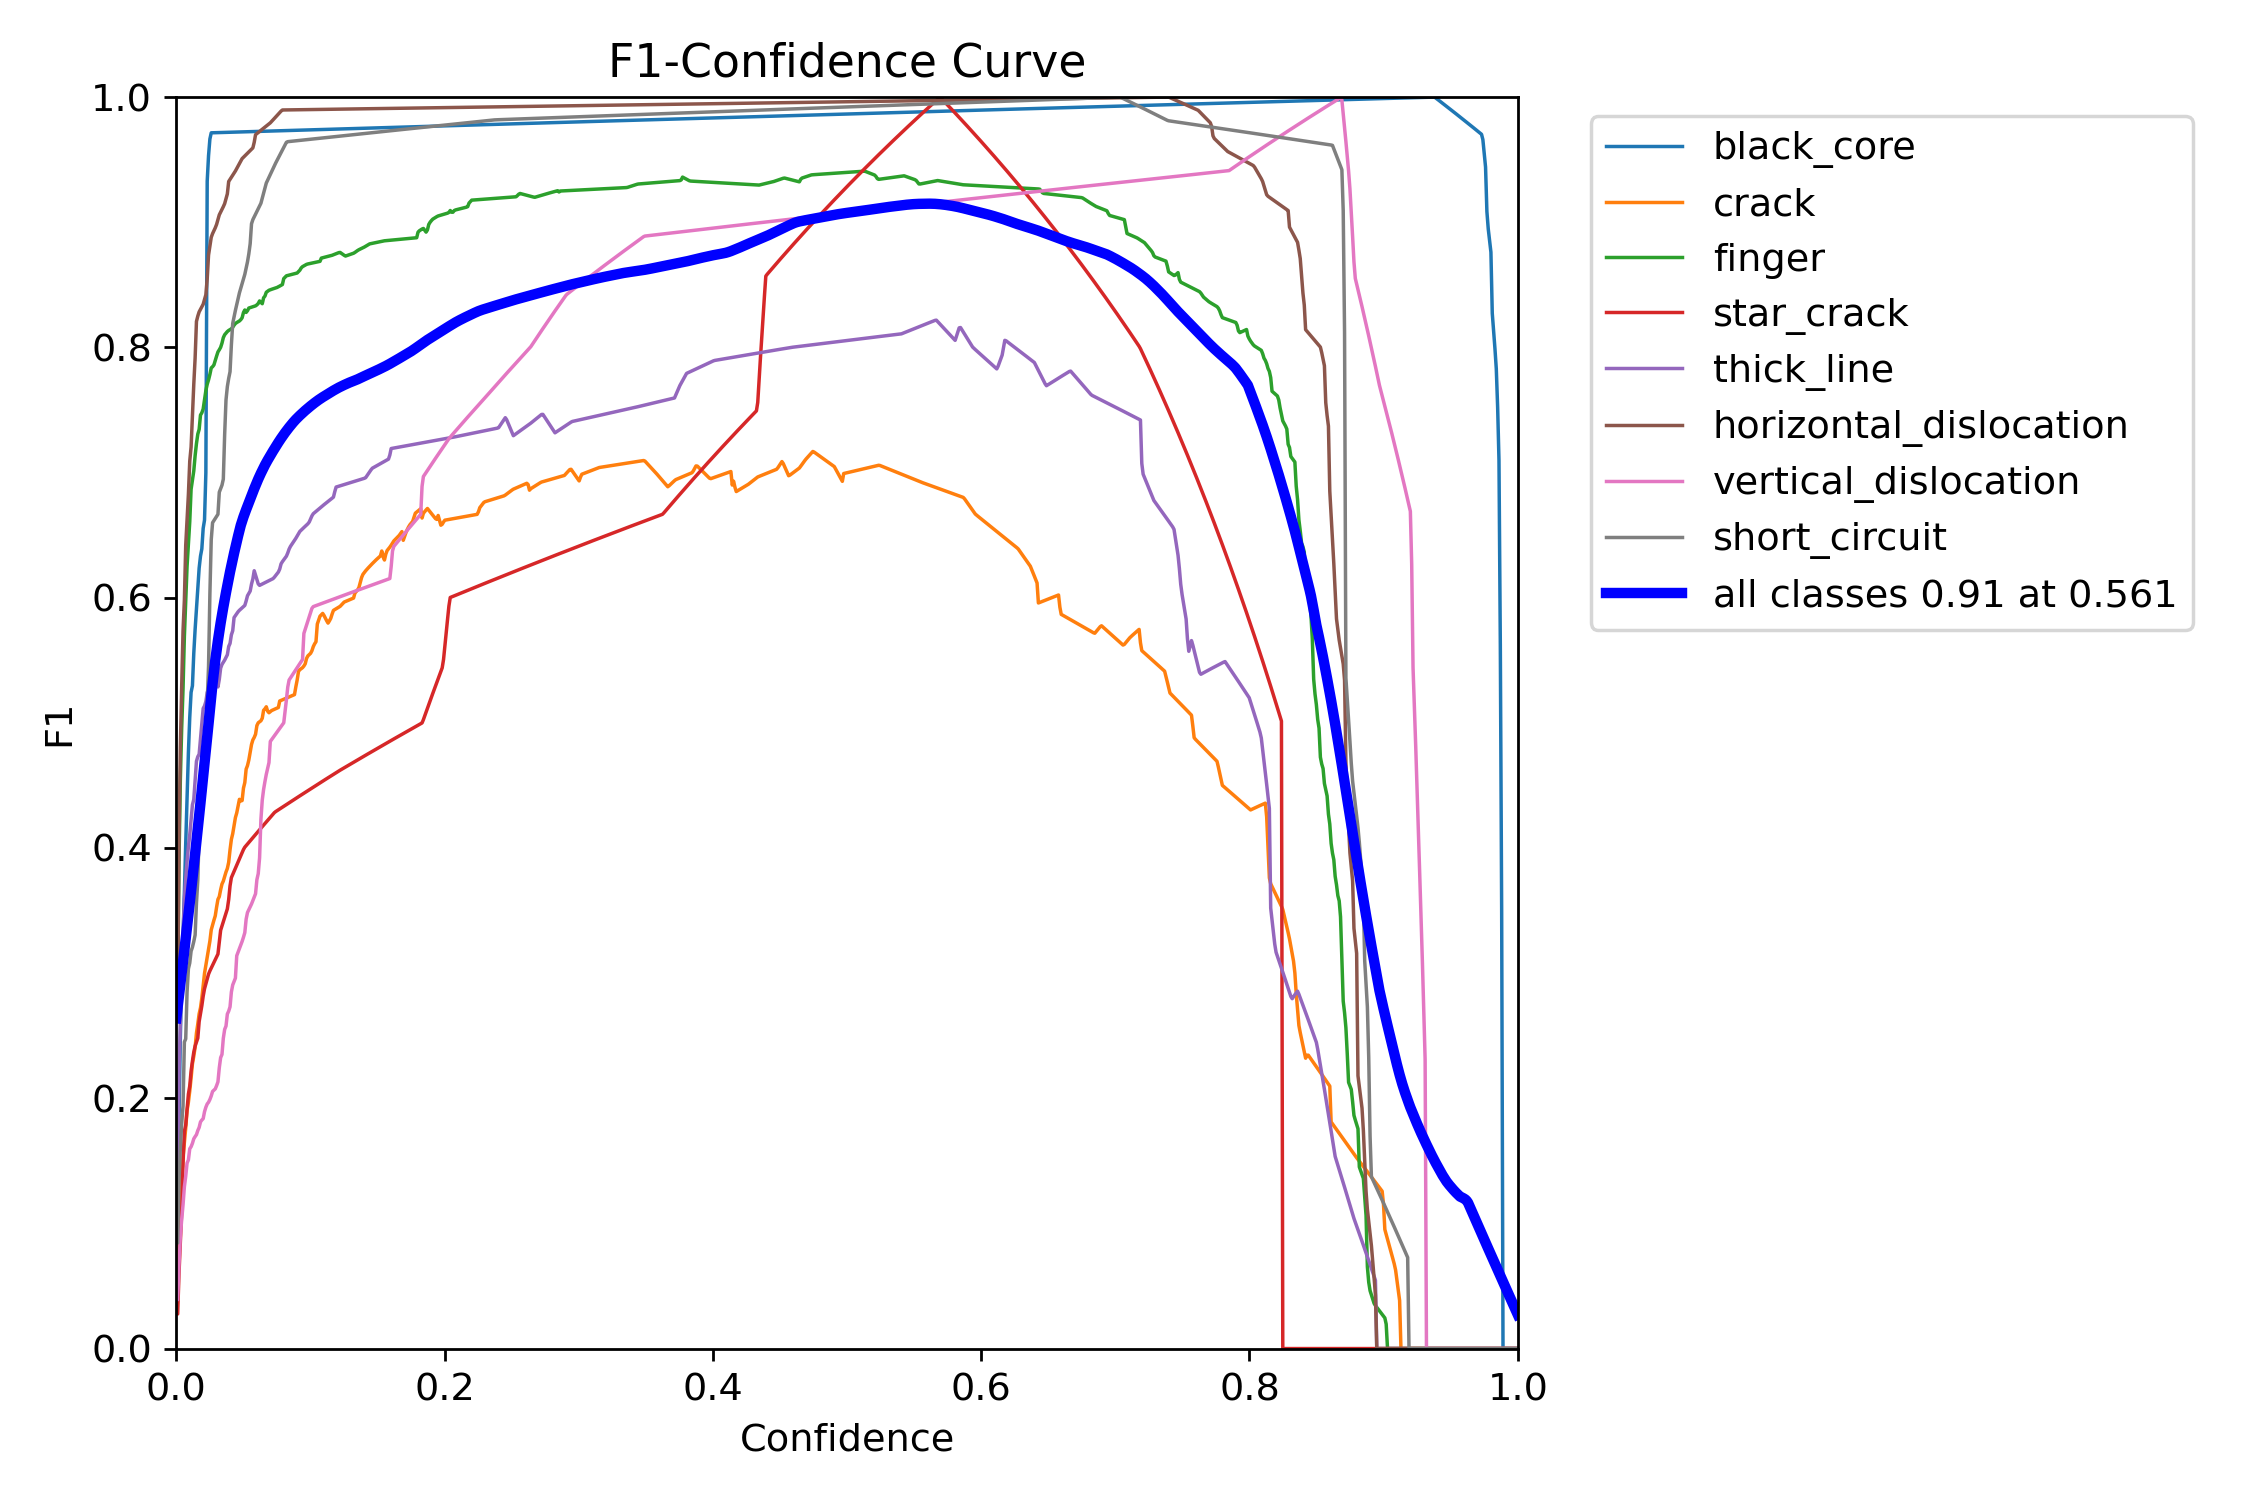 F1-Confidence Curve
1.0
0.8
0.6
0.4
0.2
0.0
F1
0.0 0.2 0.4 0.6 0.8 1.0
Confidence
black_core
crack
finger
star_crack
thick_line
horizontal_dislocation
vertical_dislocation
short_circuit
all classes 0.91 at 0.561